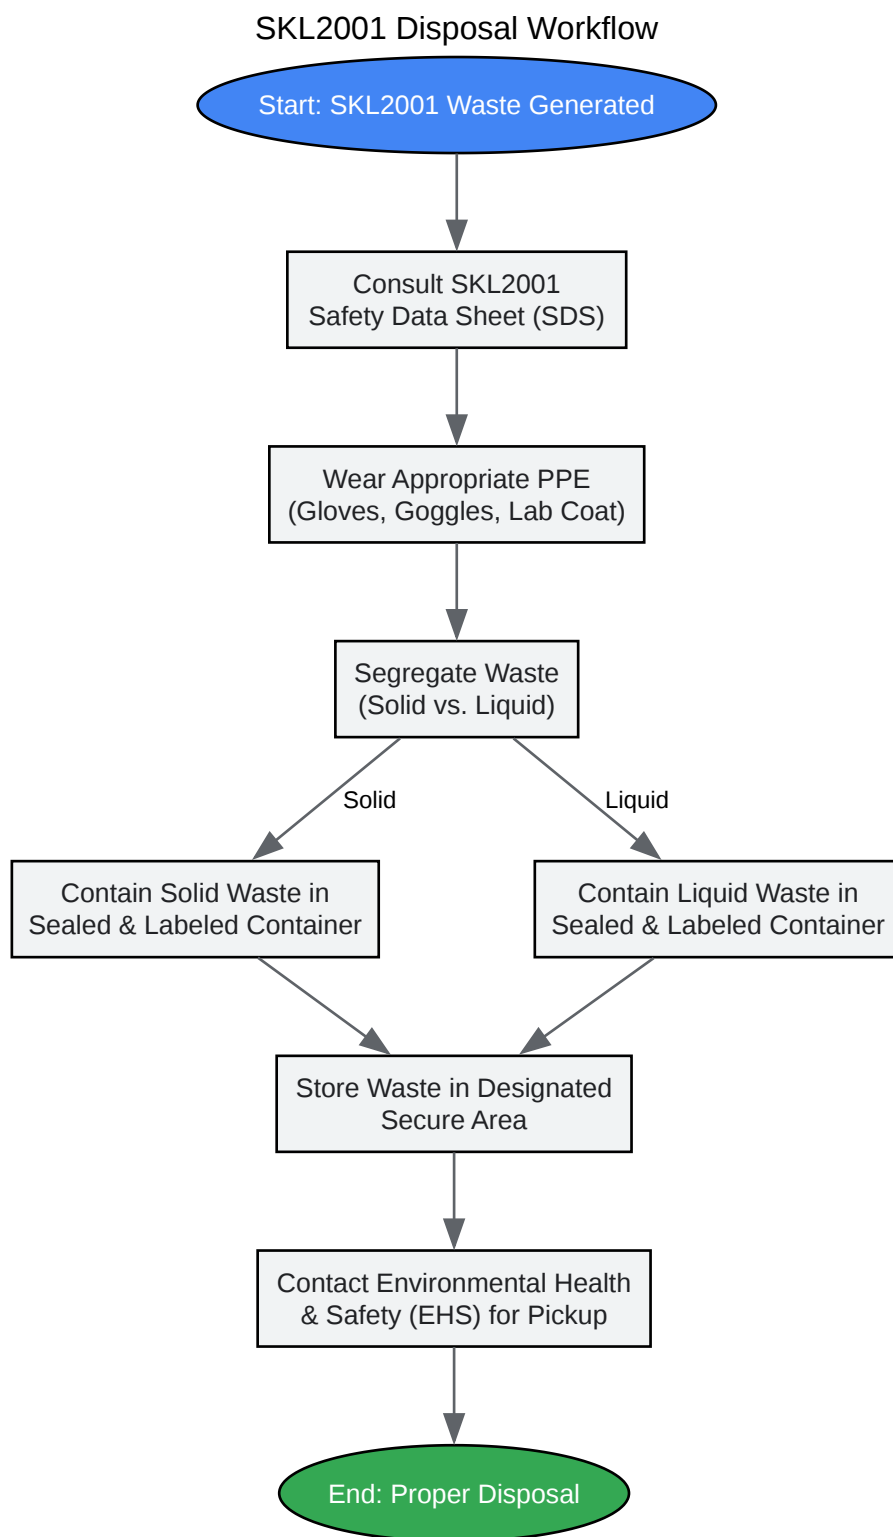 SKL2001 Disposal Workflow
Start: SKL2001 Waste Generated
Consult SKL2001
Safety Data Sheet (SDS)
Wear Appropriate PPE
(Gloves, Goggles, Lab Coat)
Segregate Waste
(Solid vs. Liquid)
Solid
Liquid
Contain Solid Waste in
Sealed & Labeled Container
Contain Liquid Waste in
Sealed & Labeled Container
Store Waste in Designated
Secure Area
Contact Environmental Health
& Safety (EHS) for Pickup
End: Proper Disposal